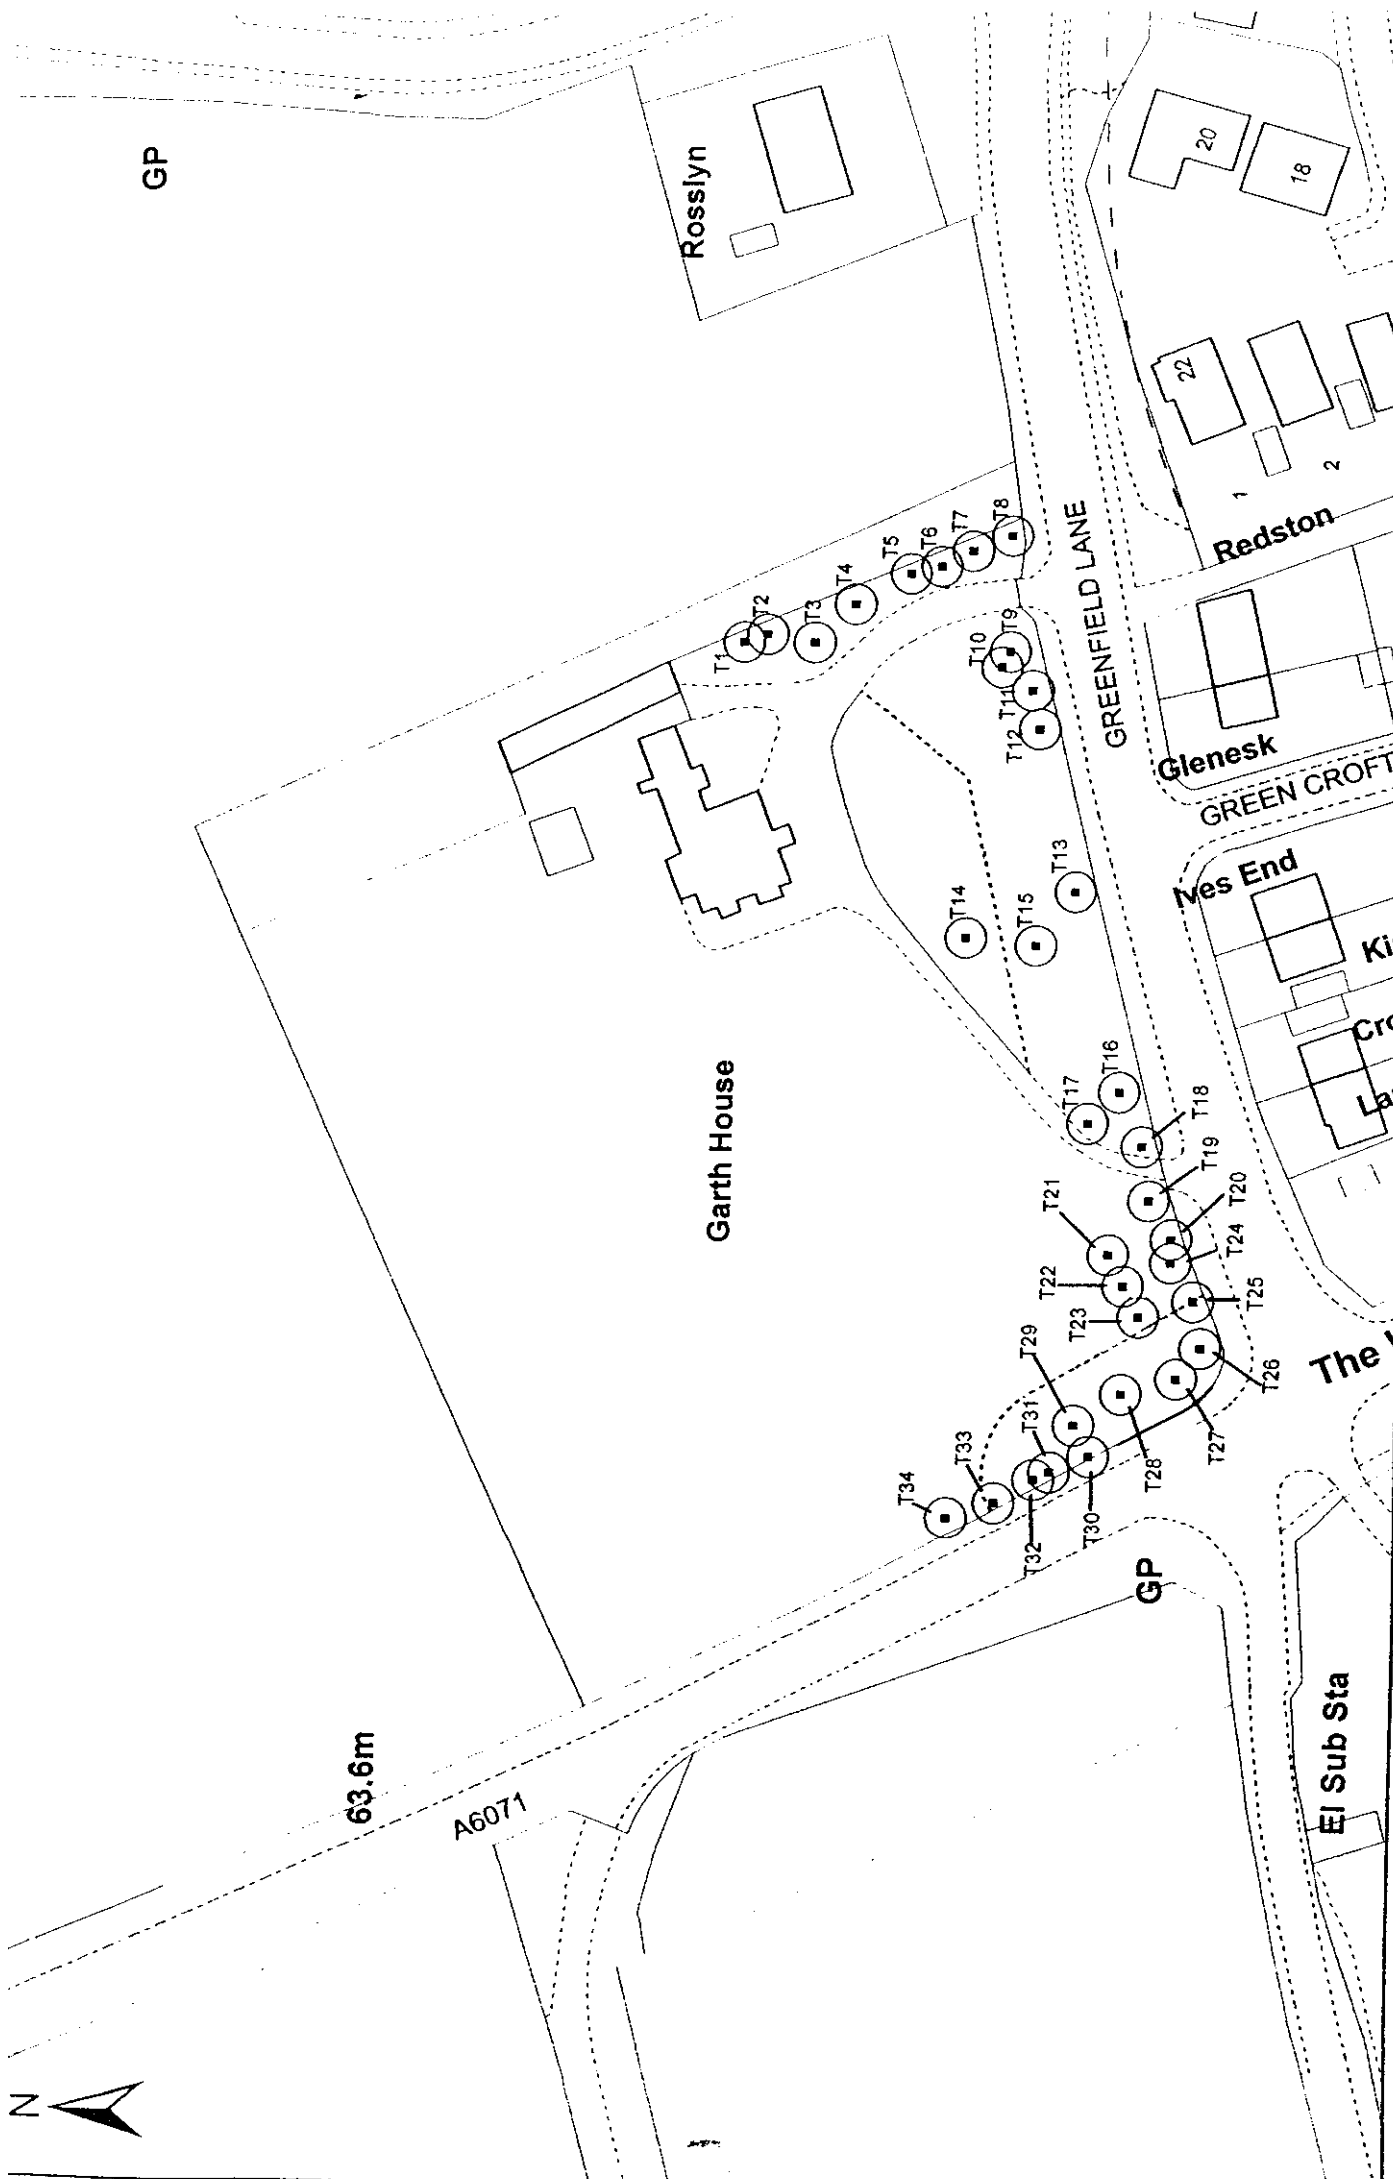 GP
Rosslyn
20
18
22
1
2
Redston
T1
T2
T3
T4
T5
T6
T7
T8
T9
T10
T11
T12
GREENFIELD LANE
Glenesk
GREEN CROFT
Ives End
T13
T14
T15
Garth House
T16
T17
T18
T19
T20
T21
T22
T23
T24
T25
T26
T27
T28
T29
T30
T31
T32
T33
T34
The
GP
El Sub Sta
63.6m
A6071
N